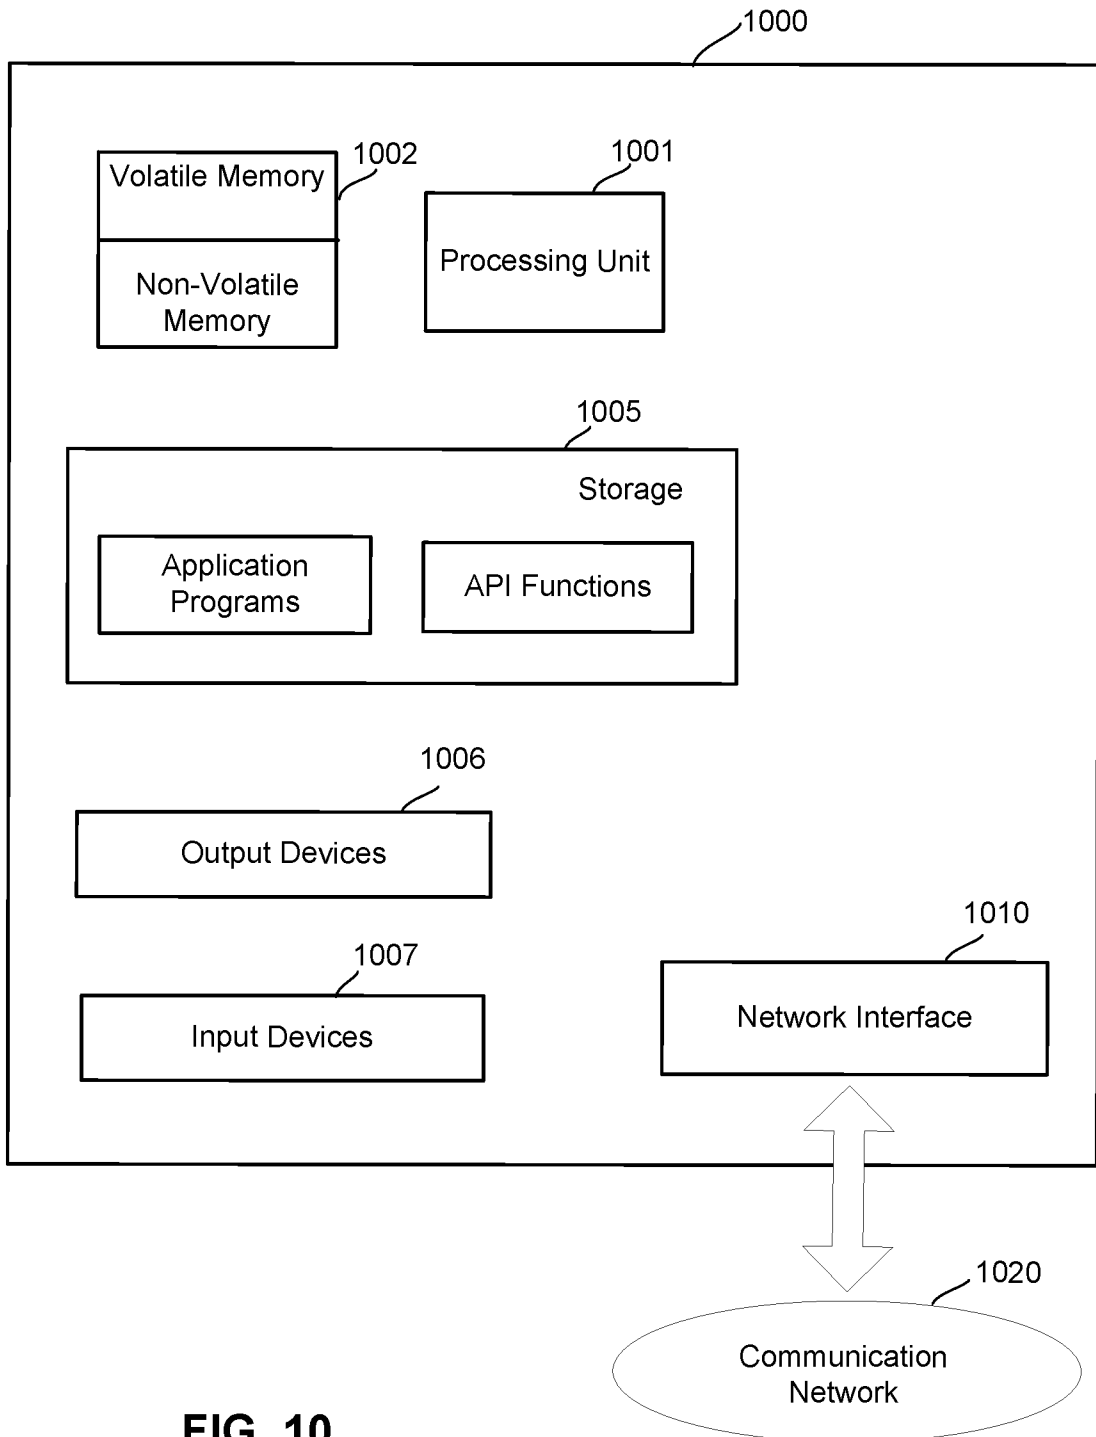 1000
1002
1001
Volatile Memory
Processing Unit
Non-Volatile
Memory
1005
Storage
Application
Programs
API Functions
1006
Output Devices
1010
1007
Network Interface
Input Devices
1020
Communication
Network
FIG. 10